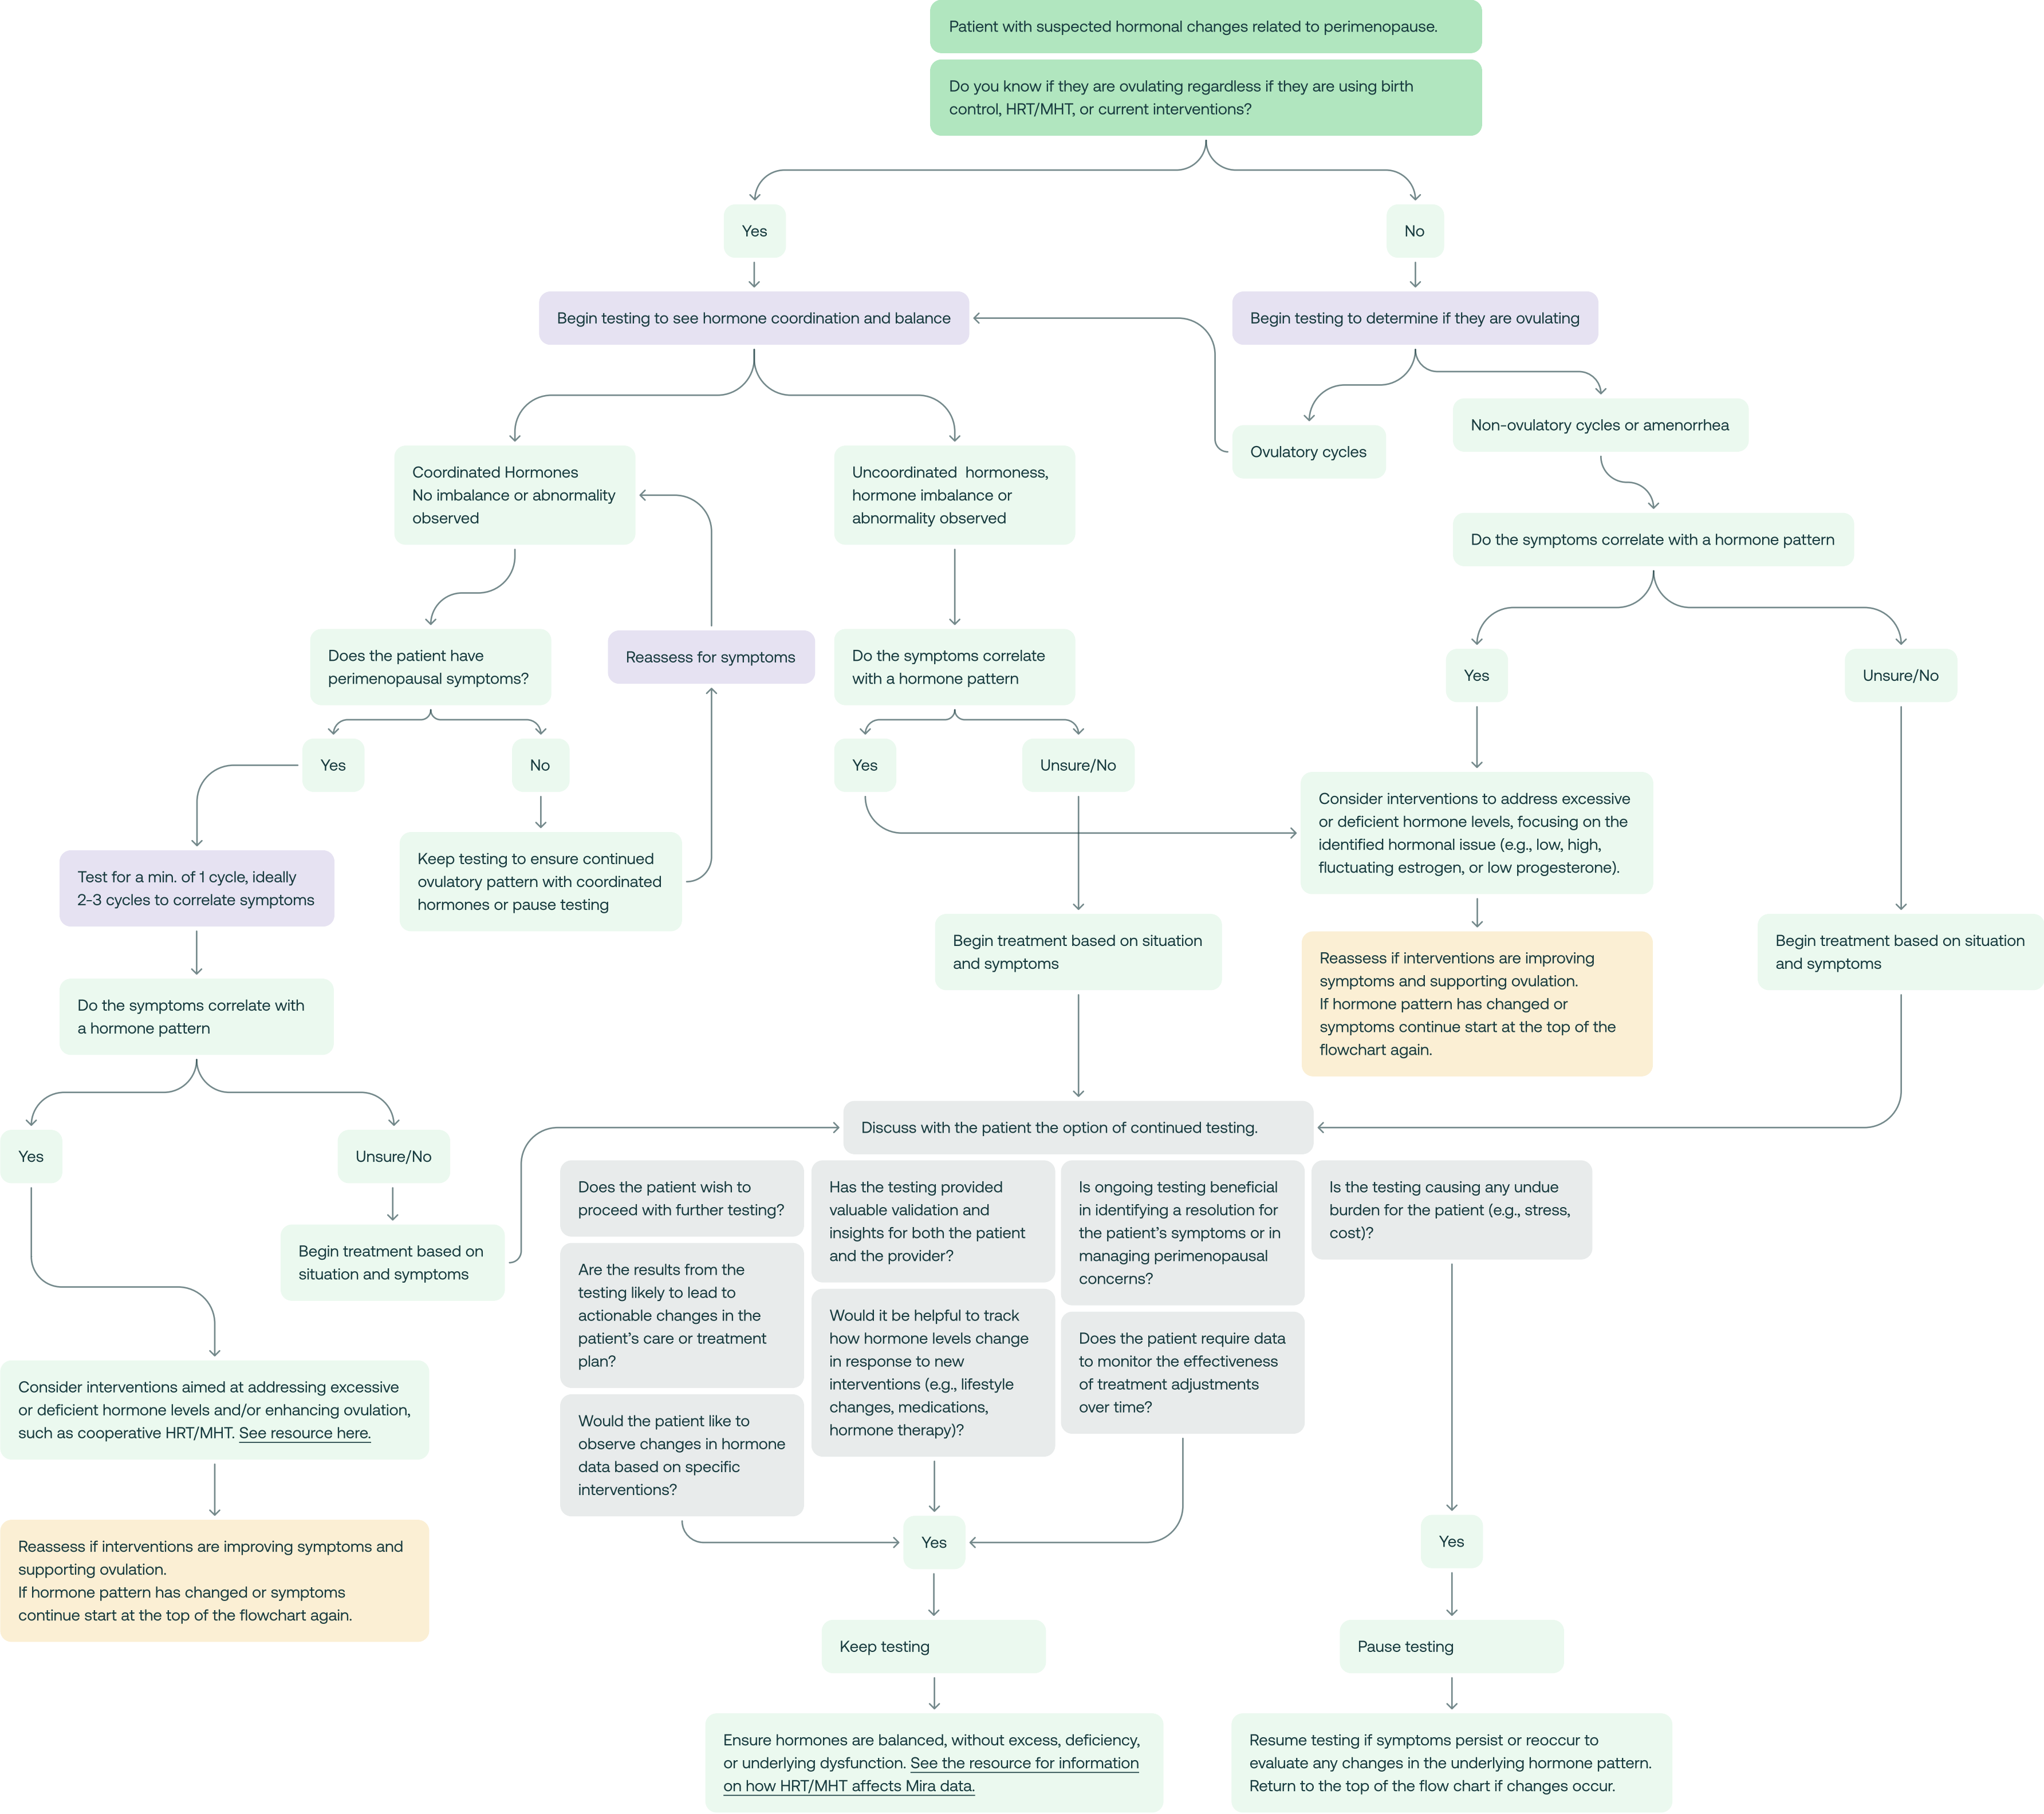 Patient with suspected hormonal changes related to perimenopause.
Do you know if they are ovulating regardless if they are using birth
control, HRT/MHT, or current interventions?
Yes
No
Begin testing to see hormone coordination and balance
Begin testing to determine if they are ovulating
Ovulatory cycles
Non-ovulatory cycles or amenorrhea
Coordinated Hormones
No imbalance or abnormality
observed
Uncoordinated  hormoness,
hormone imbalance or
abnormality observed
Do the symptoms correlate with a hormone pattern
Does the patient have
perimenopausal symptoms?
Reassess for symptoms
Do the symptoms correlate
with a hormone pattern
Yes
Unsure/No
Yes
No
Yes
Unsure/No
Keep testing to ensure continued
ovulatory pattern with coordinated
hormones or pause testing
Consider interventions to address excessive
or deficient hormone levels, focusing on the
identified hormonal issue (e.g., low, high,
fluctuating estrogen, or low progesterone).
Test for a min. of 1 cycle, ideally
2-3 cycles to correlate symptoms
Begin treatment based on situation
and symptoms
Reassess if interventions are improving
symptoms and supporting ovulation.
If hormone pattern has changed or
symptoms continue start at the top of the
flowchart again.
Begin treatment based on situation
and symptoms
Do the symptoms correlate with
a hormone pattern
Yes
Unsure/No
Discuss with the patient the option of continued testing.
Begin treatment based on
situation and symptoms
Does the patient wish to
proceed with further testing?
Are the results from the
testing likely to lead to
actionable changes in the
patient’s care or treatment
plan?
Would the patient like to
observe changes in hormone
data based on specific
interventions?
Has the testing provided
valuable validation and
insights for both the patient
and the provider?
Would it be helpful to track
how hormone levels change
in response to new
interventions (e.g., lifestyle
changes, medications,
hormone therapy)?
Is ongoing testing beneficial
in identifying a resolution for
the patient’s symptoms or in
managing perimenopausal
concerns?
Does the patient require data
to monitor the effectiveness
of treatment adjustments
over time?
Is the testing causing any undue
burden for the patient (e.g., stress,
cost)?
Consider interventions aimed at addressing excessive
or deficient hormone levels and/or enhancing ovulation,
such as cooperative HRT/MHT. See resource here.
Reassess if interventions are improving symptoms and
supporting ovulation.
If hormone pattern has changed or symptoms
continue start at the top of the flowchart again.
Yes
Yes
Keep testing
Pause testing
Ensure hormones are balanced, without excess, deficiency,
or underlying dysfunction. See the resource for information
on how HRT/MHT affects Mira data.
Resume testing if symptoms persist or reoccur to
evaluate any changes in the underlying hormone pattern.
Return to the top of the flow chart if changes occur.